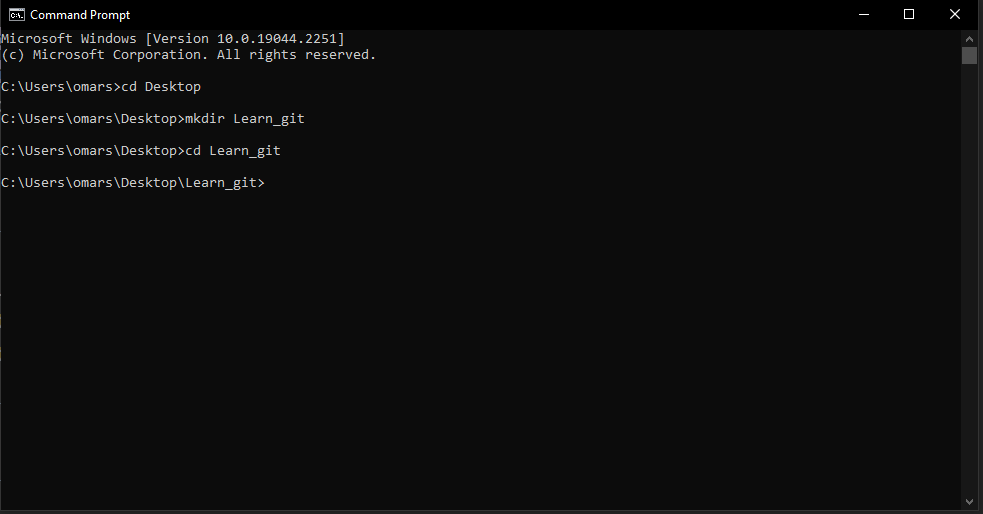 Command Prompt
Microsoft Windows [Version 10.0.19044.2251]
(c) Microsoft Corporation. All rights reserved.
C:\Users\omars>cd Desktop
C:\Users\omars\Desktop>mkdir Learn_git
C:\Users\omars\Desktop>cd Learn_git
C:\Users\omars\Desktop\Learn_git>